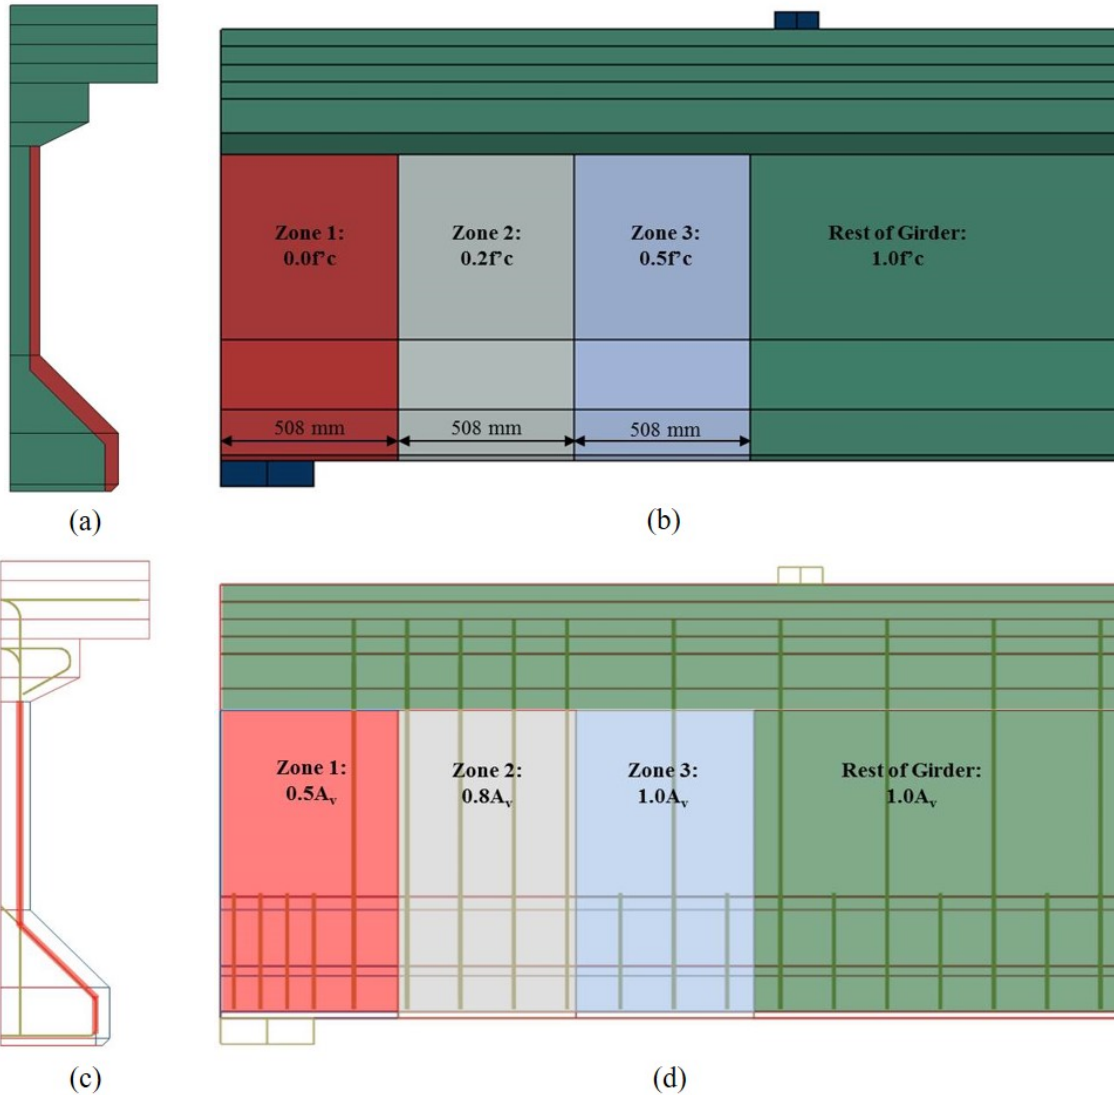 Zone 1:
0.0f’c
Zone 2:
0.2f’c
Zone 3:
0.5f’c
Rest of Girder:
1.0f’c
508 mm
508 mm
508 mm
(a)
(b)
Zone 1:
0.5Av
Zone 2:
0.8Av
Zone 3:
1.0Av
Rest of Girder:
1.0Av
(c)
(d)